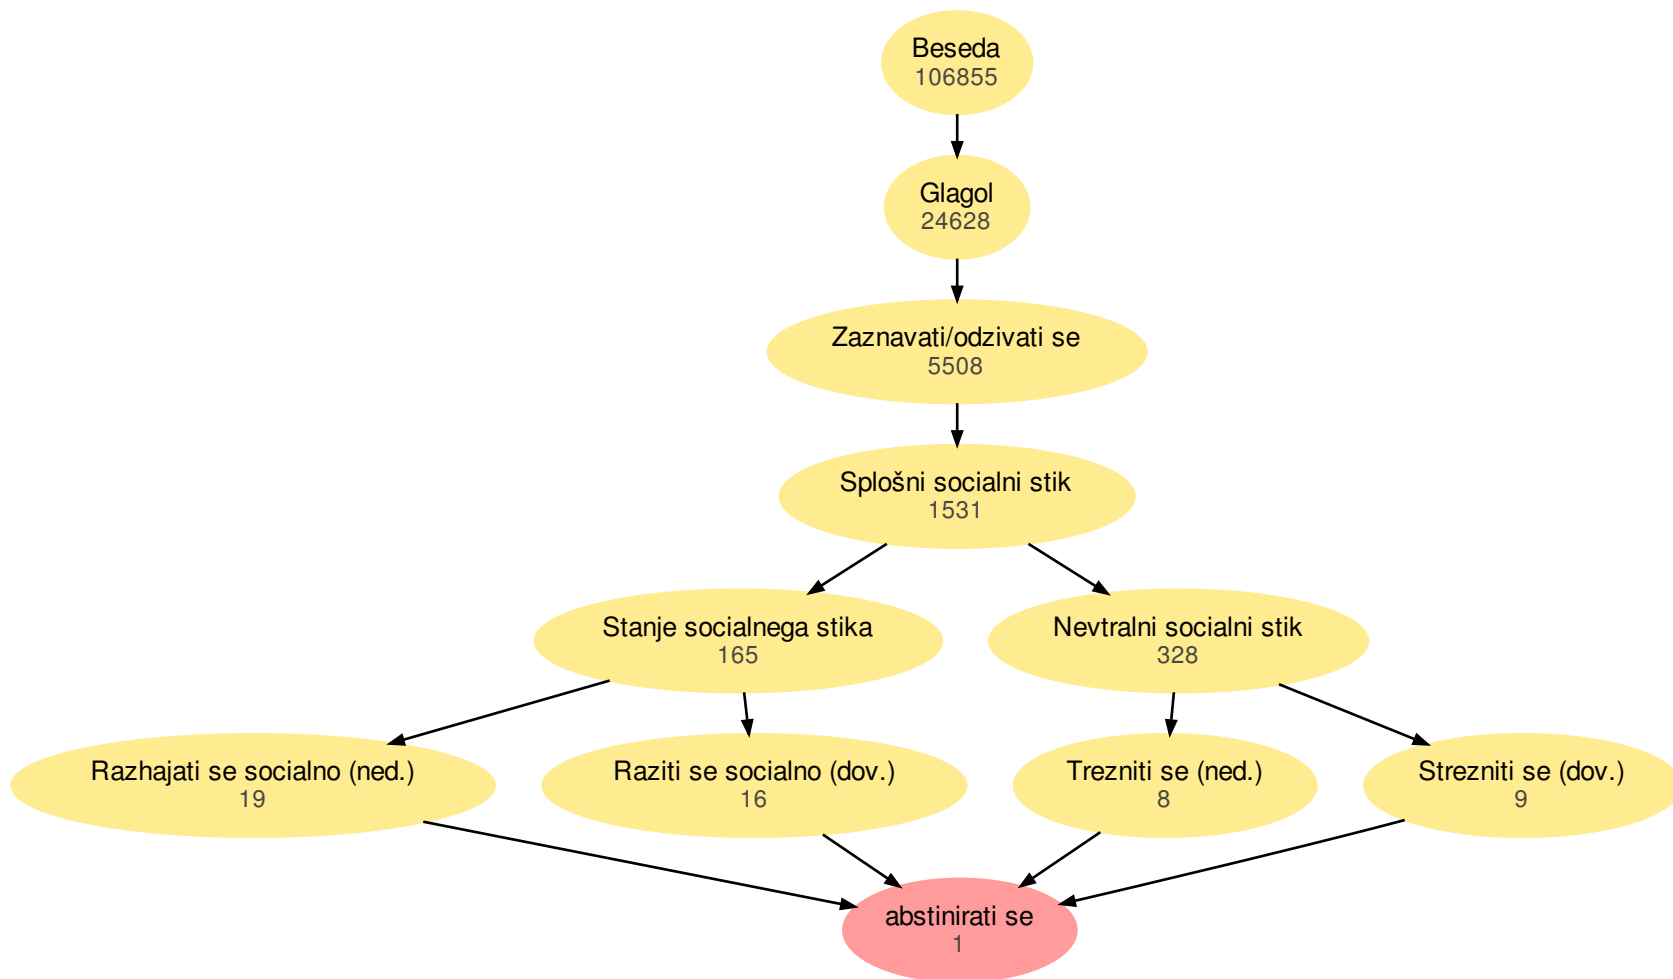 Beseda
106855
Glagol
24628
Zaznavati/odzivati se
5508
Splošni socialni stik
1531
Stanje socialnega stika
165
Nevtralni socialni stik
328
Razhajati se socialno (ned.)
19
Raziti se socialno (dov.)
16
Trezniti se (ned.)
8
Strezniti se (dov.)
9
abstinirati se
1